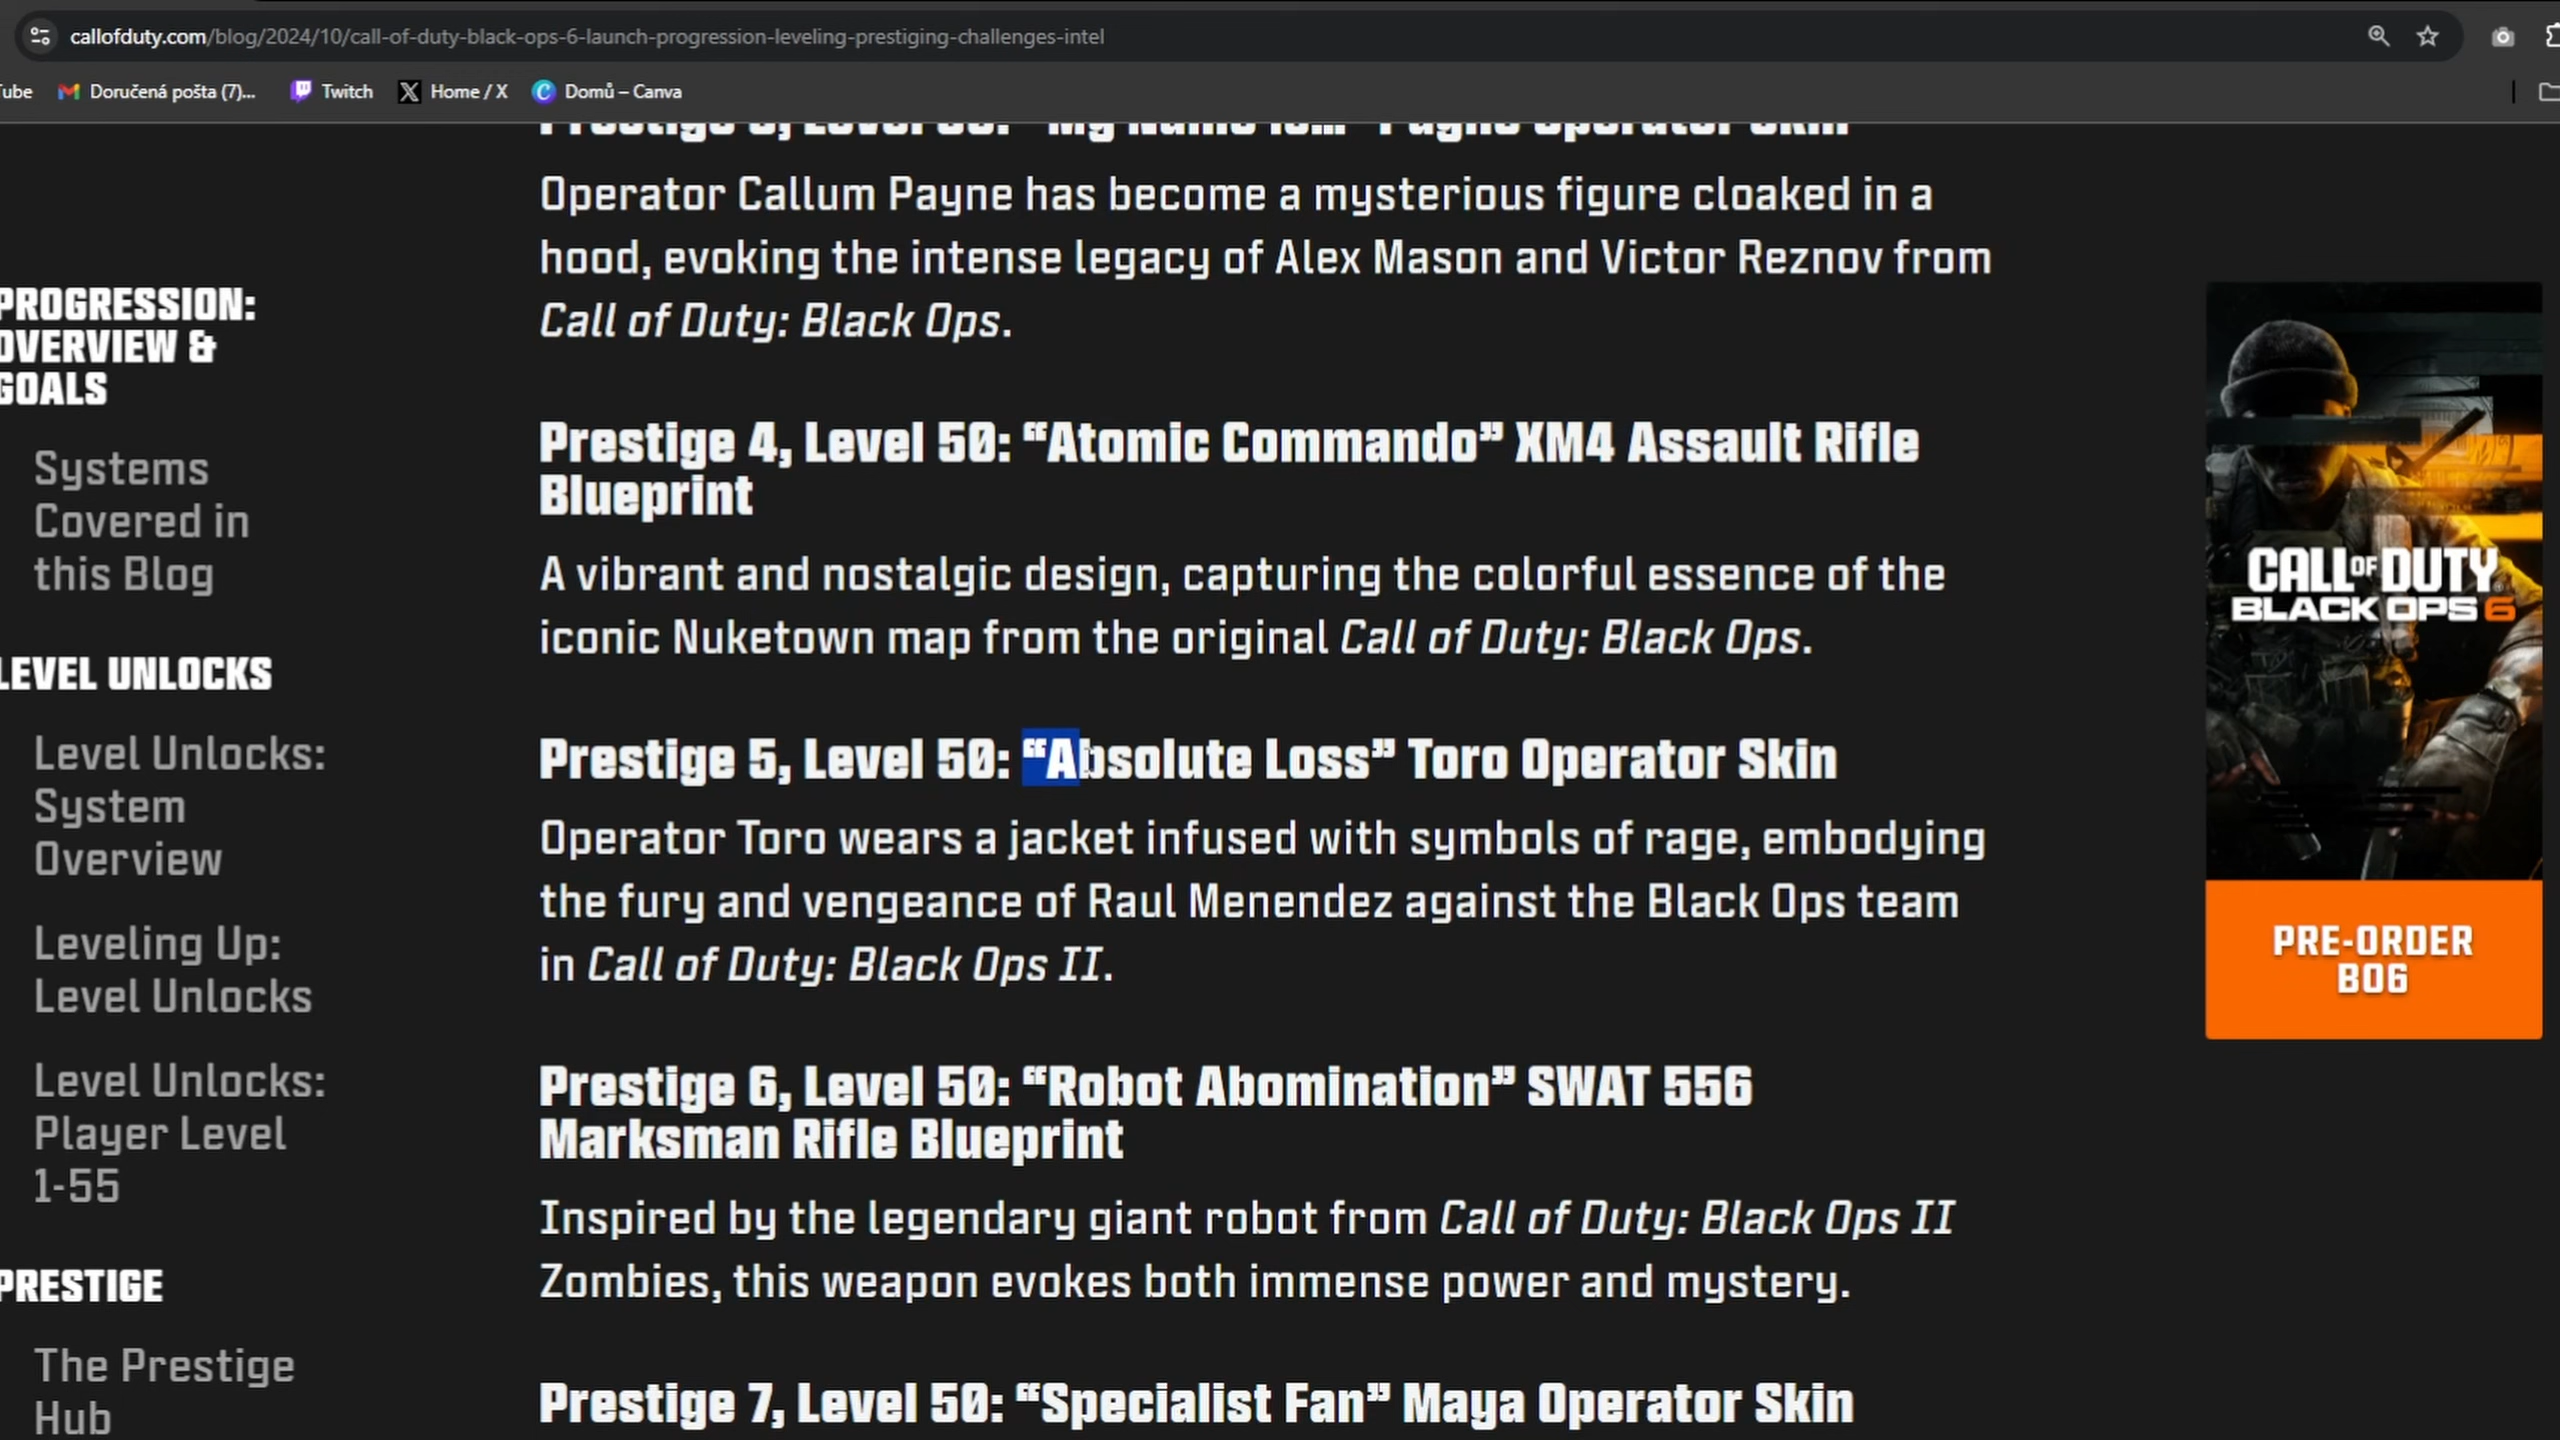 callofduty.com/blog/2024/10/call-of-duty-black-ops-6-launch-progression-leveling-prestiging-challenges-intel
Tube
Doručená pošta (7)...
Twitch
Home / X
Domů – Canva
PROGRESSION:
OVERVIEW &
GOALS
Systems
Covered in
this Blog
LEVEL UNLOCKS
Level Unlocks:
System
Overview
Leveling Up:
Level Unlocks
Level Unlocks:
Player Level
1-55
PRESTIGE
The Prestige
Hub
"My Name Is..." Payne Operator Skin
Operator Callum Payne has become a mysterious figure cloaked in a
hood, evoking the intense legacy of Alex Mason and Victor Reznov from
Call of Duty: Black Ops.
Prestige 4, Level 50: “Atomic Commando” XM4 Assault Rifle
Blueprint
A vibrant and nostalgic design, capturing the colorful essence of the
iconic Nuketown map from the original Call of Duty: Black Ops.
Prestige 5, Level 50: “Absolute Loss” Toro Operator Skin
Operator Toro wears a jacket infused with symbols of rage, embodying
the fury and vengeance of Raul Menendez against the Black Ops team
in Call of Duty: Black Ops II.
Prestige 6, Level 50: “Robot Abomination” SWAT 556
Marksman Rifle Blueprint
Inspired by the legendary giant robot from Call of Duty: Black Ops II
Zombies, this weapon evokes both immense power and mystery.
Prestige 7, Level 50: “Specialist Fan” Maya Operator Skin
CALL OF DUTY
BLACK OPS 6
PRE-ORDER
BO6